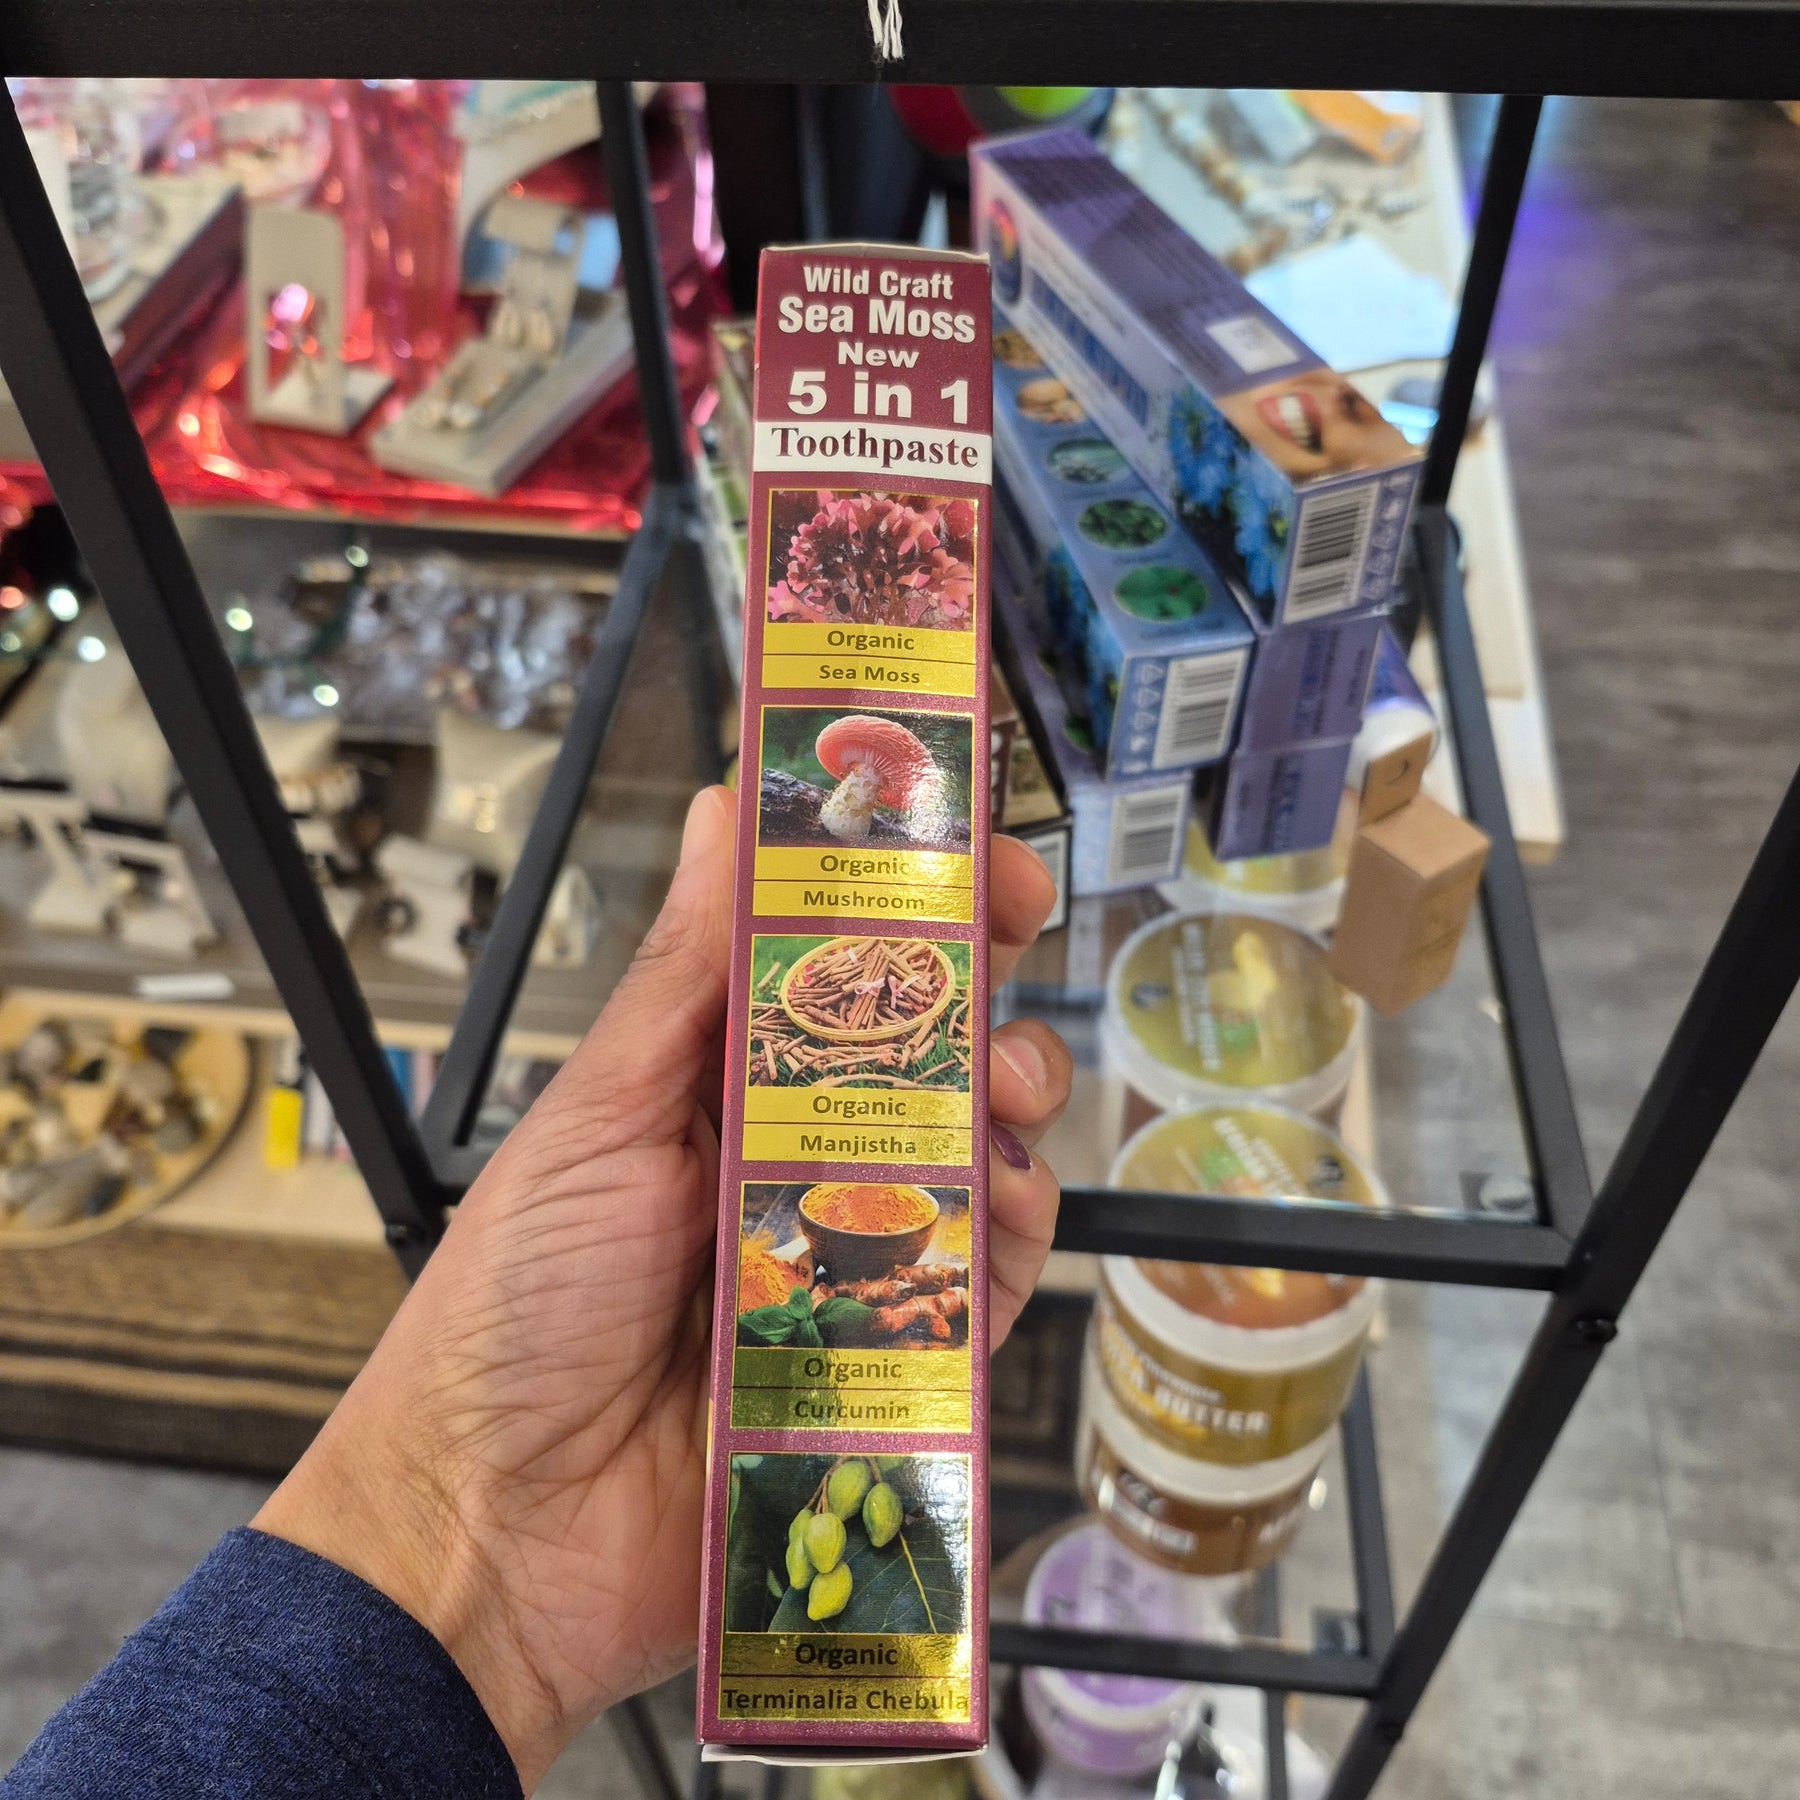 Wild Craft
Sea Moss
New
5 in 1
Toothpaste
Organic
Sea Moss
Organic
Mushroom
Organic
Manjistha
Organic
Curcumin
Organic
Terminalia Chebula
BUTTER